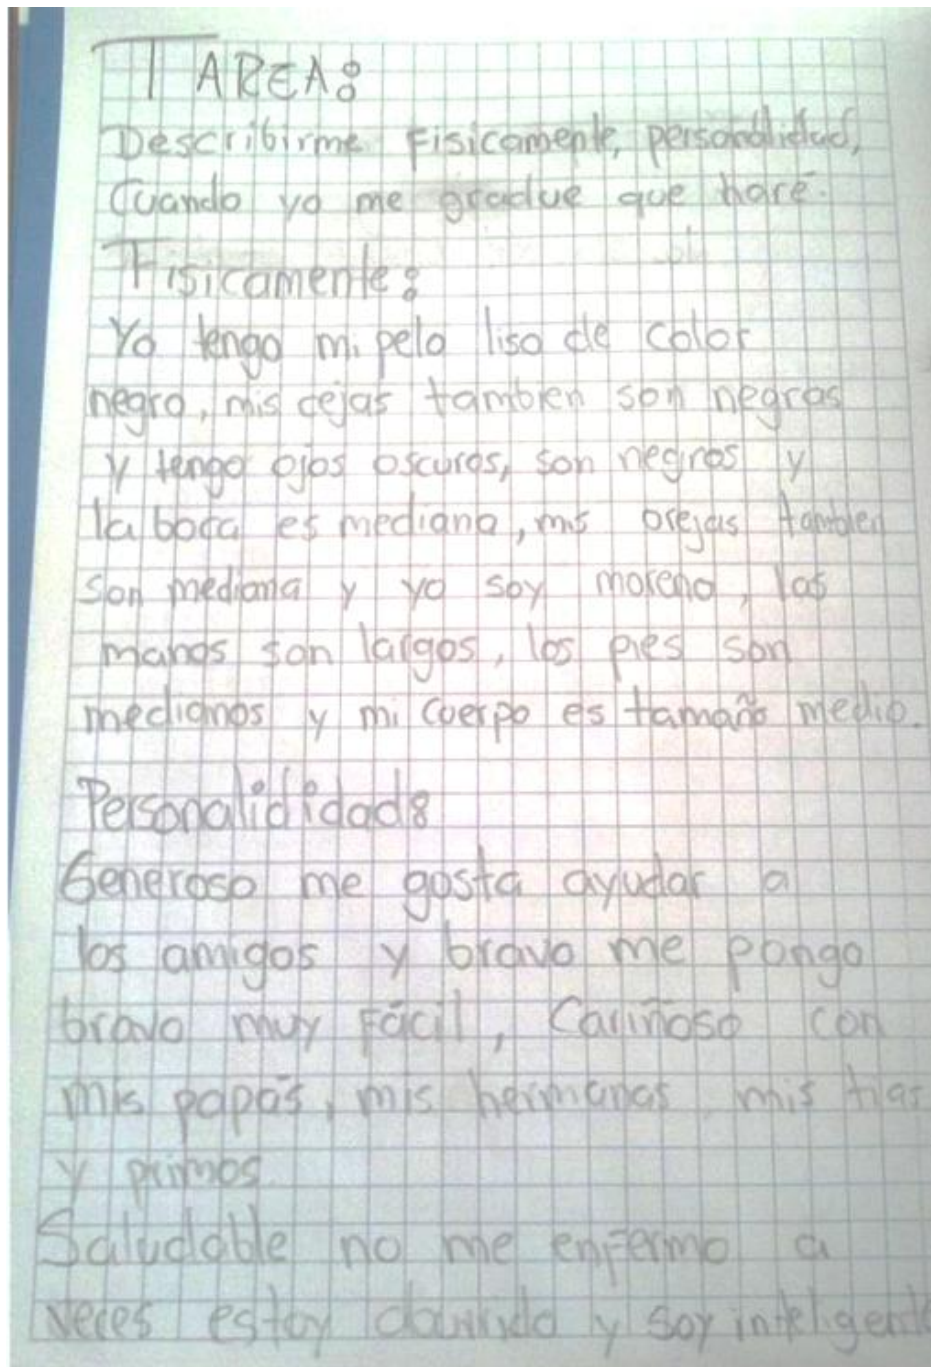 TAREA:
Describirme Fisicamente, personalidad,
Cuando yo me gradue que haré.
Fisicamente:
Yo tengo mi pelo liso de color
negro, mis cejas tambien son negras
y tengo ojos oscuros, son negros y
la boca es mediana, mis orejas tambien
son mediana y yo soy moreno, las
manos son largos, los pies son
medianos y mi cuerpo es tamaño medio.
Personalididad:
Generoso me gosta ayudar a
los amigos y bravo me pongo
bravo muy Fácil, Cariñoso con
mis papás, mis hermanas mis tias
y primos.
Saludable no me enfermo a
veces estoy aburrido y soy inteligente